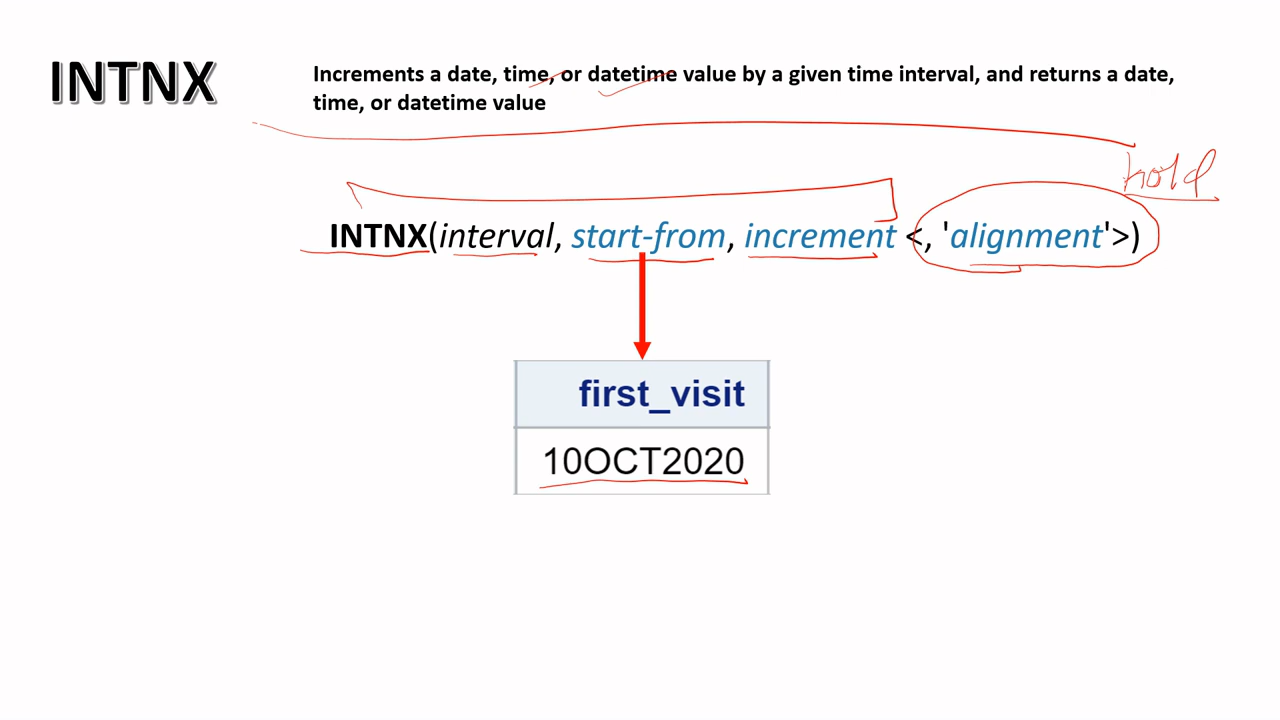 INTNX
Increments a date, time, or datetime value by a given time interval, and returns a date,
time, or datetime value
hold
INTNX(interval, start-from, increment <, 'alignment'>)
first_visit
10OCT2020